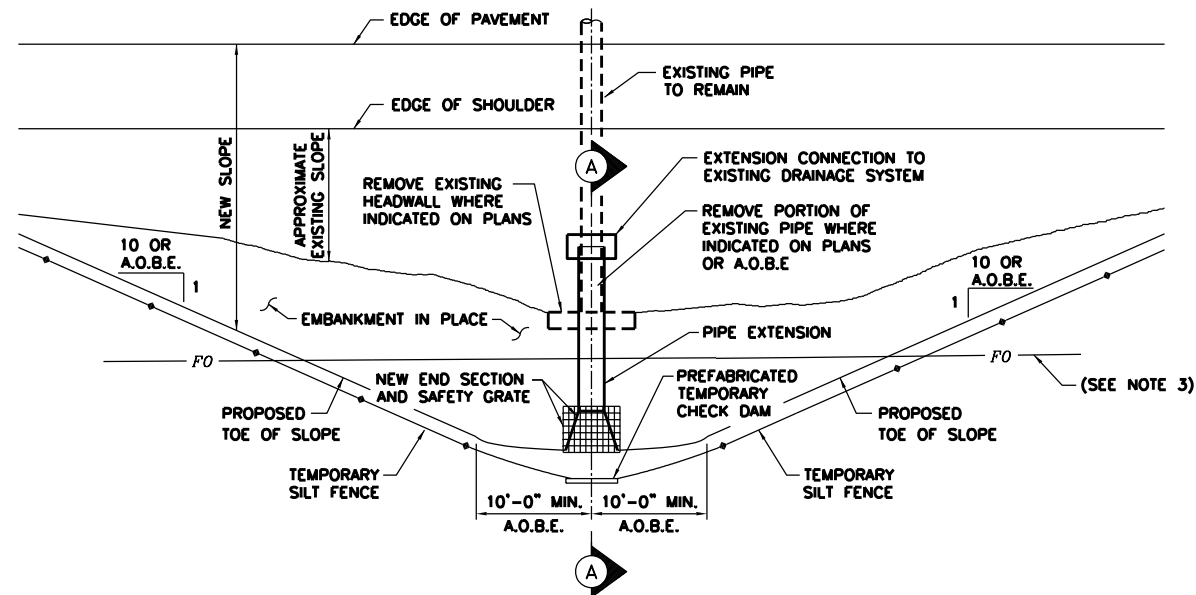 EDGE OF PAVEMENT
EXISTING PIPE
TO REMAIN
EDGE OF SHOULDER
NEW SLOPE
APPROXIMATE
EXISTING SLOPE
REMOVE EXISTING
HEADWALL WHERE
INDICATED ON PLANS
A
EXTENSION CONNECTION TO
EXISTING DRAINAGE SYSTEM
REMOVE PORTION OF
EXISTING PIPE WHERE
INDICATED ON PLANS
OR A.O.B.E
10 OR
A.O.B.E.
1
10 OR
A.O.B.E.
1
EMBANKMENT IN PLACE
PIPE EXTENSION
FO
FO
(SEE NOTE 3)
NEW END SECTION
AND SAFETY GRATE
PREFABRICATED
TEMPORARY
CHECK DAM
PROPOSED
TOE OF SLOPE
PROPOSED
TOE OF SLOPE
TEMPORARY
SILT FENCE
TEMPORARY
SILT FENCE
10'-0" MIN.
A.O.B.E.
10'-0" MIN.
A.O.B.E.
A